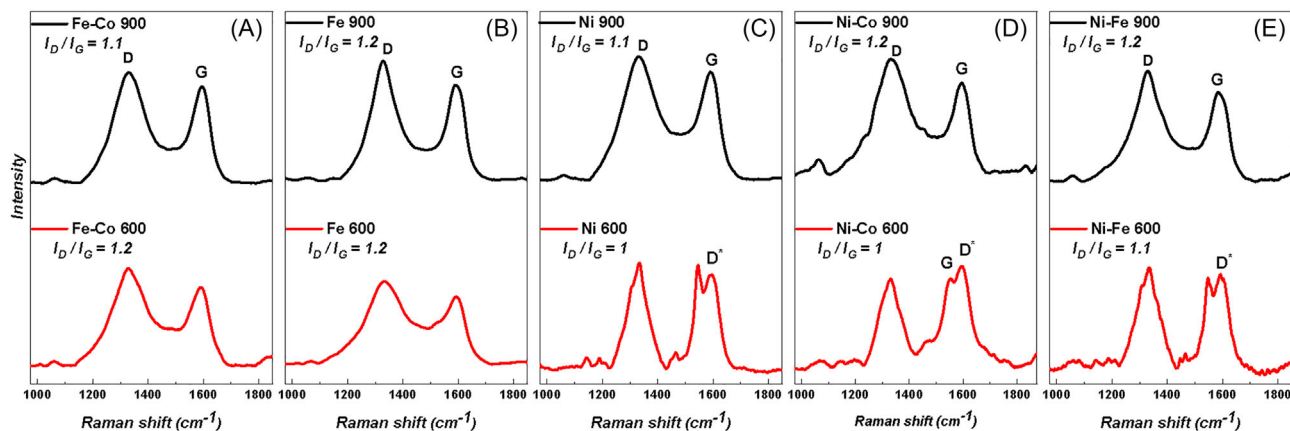 Fe-Co 900
I_D / I_G = 1.1
(A)
D
G
Fe-Co 600
I_D / I_G = 1.2
Fe 900
I_D / I_G = 1.2
(B)
D
G
Fe 600
I_D / I_G = 1.2
Ni 900
I_D / I_G = 1.1
(C)
D
G
Ni 600
I_D / I_G = 1
D*
Ni-Co 900
I_D / I_G = 1.2
(D)
D
G
Ni-Co 600
I_D / I_G = 1
G
D*
Ni-Fe 900
I_D / I_G = 1.2
(E)
D
G
Ni-Fe 600
I_D / I_G = 1.1
D*
Intensity
1000 1200 1400 1600 1800
1000 1200 1400 1600 1800
1000 1200 1400 1600 1800
1000 1200 1400 1600 1800
1000 1200 1400 1600 1800
Raman shift (cm⁻¹)
Raman shift (cm⁻¹)
Raman shift (cm⁻¹)
Raman shift (cm⁻¹)
Raman shift (cm⁻¹)